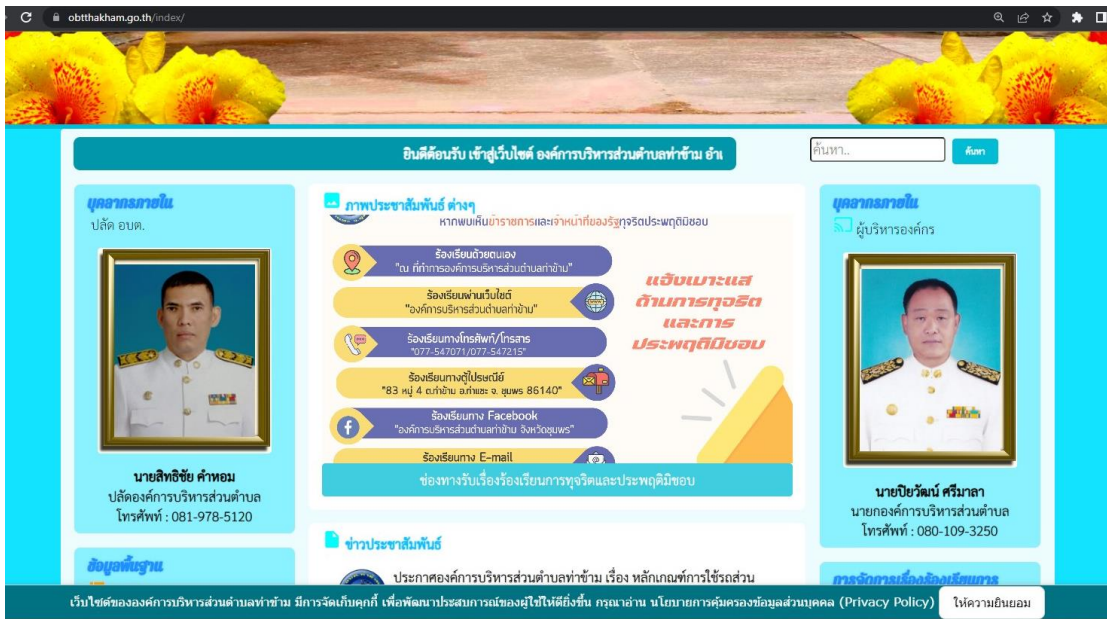 obtthakham.go.th/index/
ยินดีต้อนรับ เข้าสู่เว็บไซต์ องค์การบริหารส่วนตำบลท่าข้าม อำเ
ค้นหา..
ค้นหา
บุคลากรภายใน
ปลัด อบต.
นายสิทธิชัย คำหอม
ปลัดองค์การบริหารส่วนตำบล
โทรศัพท์ : 081-978-5120
ข้อมูลพื้นฐาน
ภาพประชาสัมพันธ์ ต่างๆ
หากพบเห็นข้าราชการและเจ้าหน้าที่ของรัฐทุจริตประพฤติมิชอบ
ร้องเรียนด้วยตนเอง
"ณ ที่ทำการองค์การบริหารส่วนตำบลท่าข้าม"
ร้องเรียนผ่านเว็บไซต์
"องค์การบริหารส่วนตำบลท่าข้าม"
ร้องเรียนทางโทรศัพท์/โทรสาร
"077-547071/077-547215"
ร้องเรียนทางตู้ไปรษณีย์
"83 หมู่ 4 ต.ท่าข้าม อ.ท่าแซะ จ. ชุมพร 86140"
ร้องเรียนทาง Facebook
"องค์การบริหารส่วนตำบลท่าข้าม จังหวัดชุมพร"
ร้องเรียนทาง E-mail
แจ้งเบาะแส
ด้านการทุจริต
และการ
ประพฤติมิชอบ
ช่องทางรับเรื่องร้องเรียนการทุจริตและประพฤติมิขอบ
ข่าวประชาสัมพันธ์
ประกาศองค์การบริหารส่วนตำบลท่าข้าม เรื่อง หลักเกณฑ์การใช้รถส่วน
บุคลากรภายใน
ผู้บริหารองค์กร
นายปิยวัฒน์ ศรีมาลา
นายกองค์การบริหารส่วนตำบล
โทรศัพท์ : 080-109-3250
การจัดการเรื่องร้องเรียนการ
เว็บไซต์ขององค์การบริหารส่วนตำบลท่าข้าม มีการจัดเก็บคุกกี้ เพื่อพัฒนาประสบการณ์ของผู้ใช้ให้ดียิ่งขึ้น กรุณาอ่าน นโยบายการคุ้มครองข้อมูลส่วนบุคคล (Privacy Policy)
ให้ความยินยอม